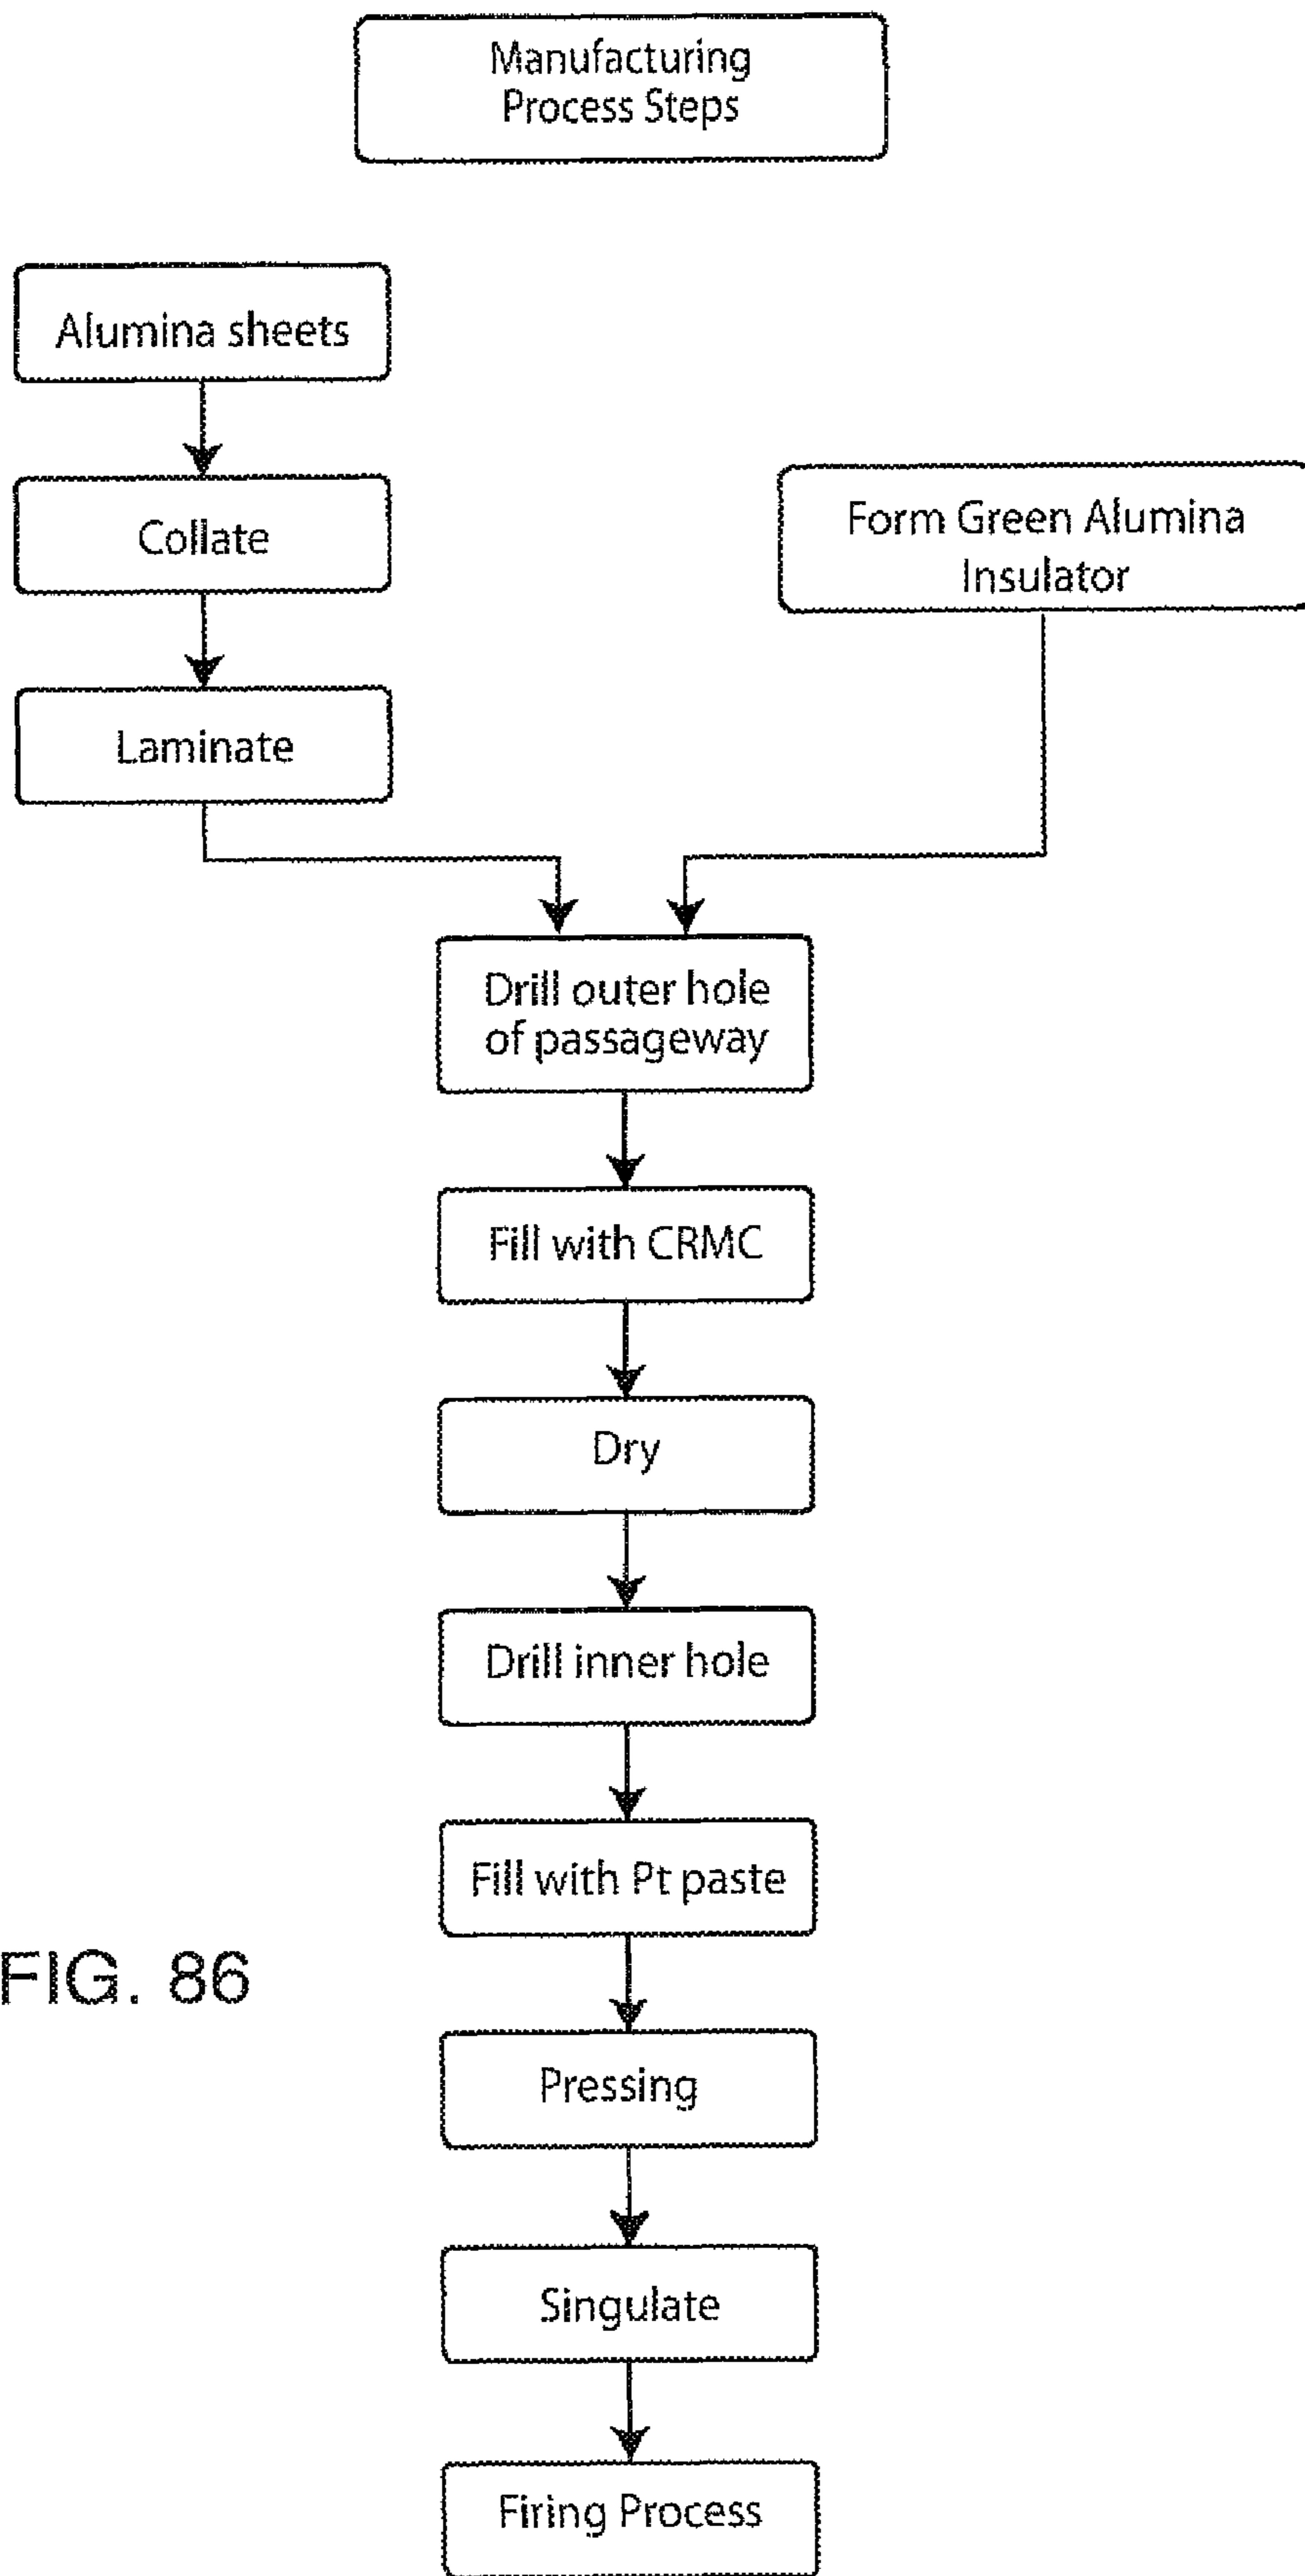 Manufacturing
Process Steps
Alumina sheets
Collate
Form Green Alumina
Insulator
Laminate
Drill outer hole
of passageway
Fill with CRMC
Dry
Drill inner hole
Fill with Pt paste
FIG. 86
Pressing
Singulate
Firing Process